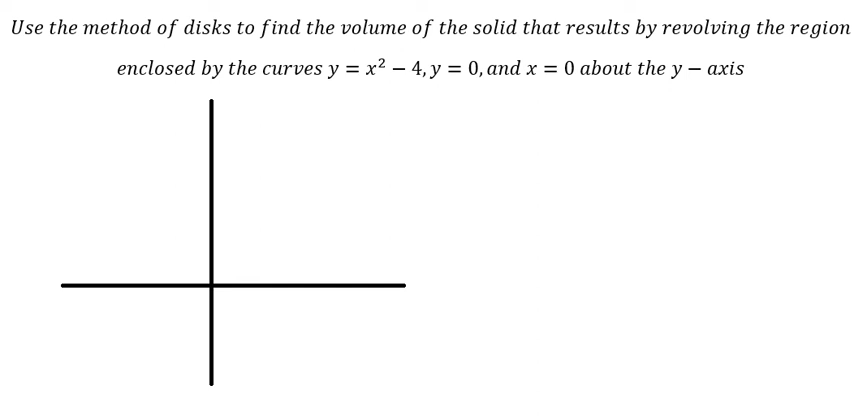 Use the method of disks to find the volume of the solid that results by revolving the region
enclosed by the curves y = x² − 4, y = 0, and x = 0 about the y − axis